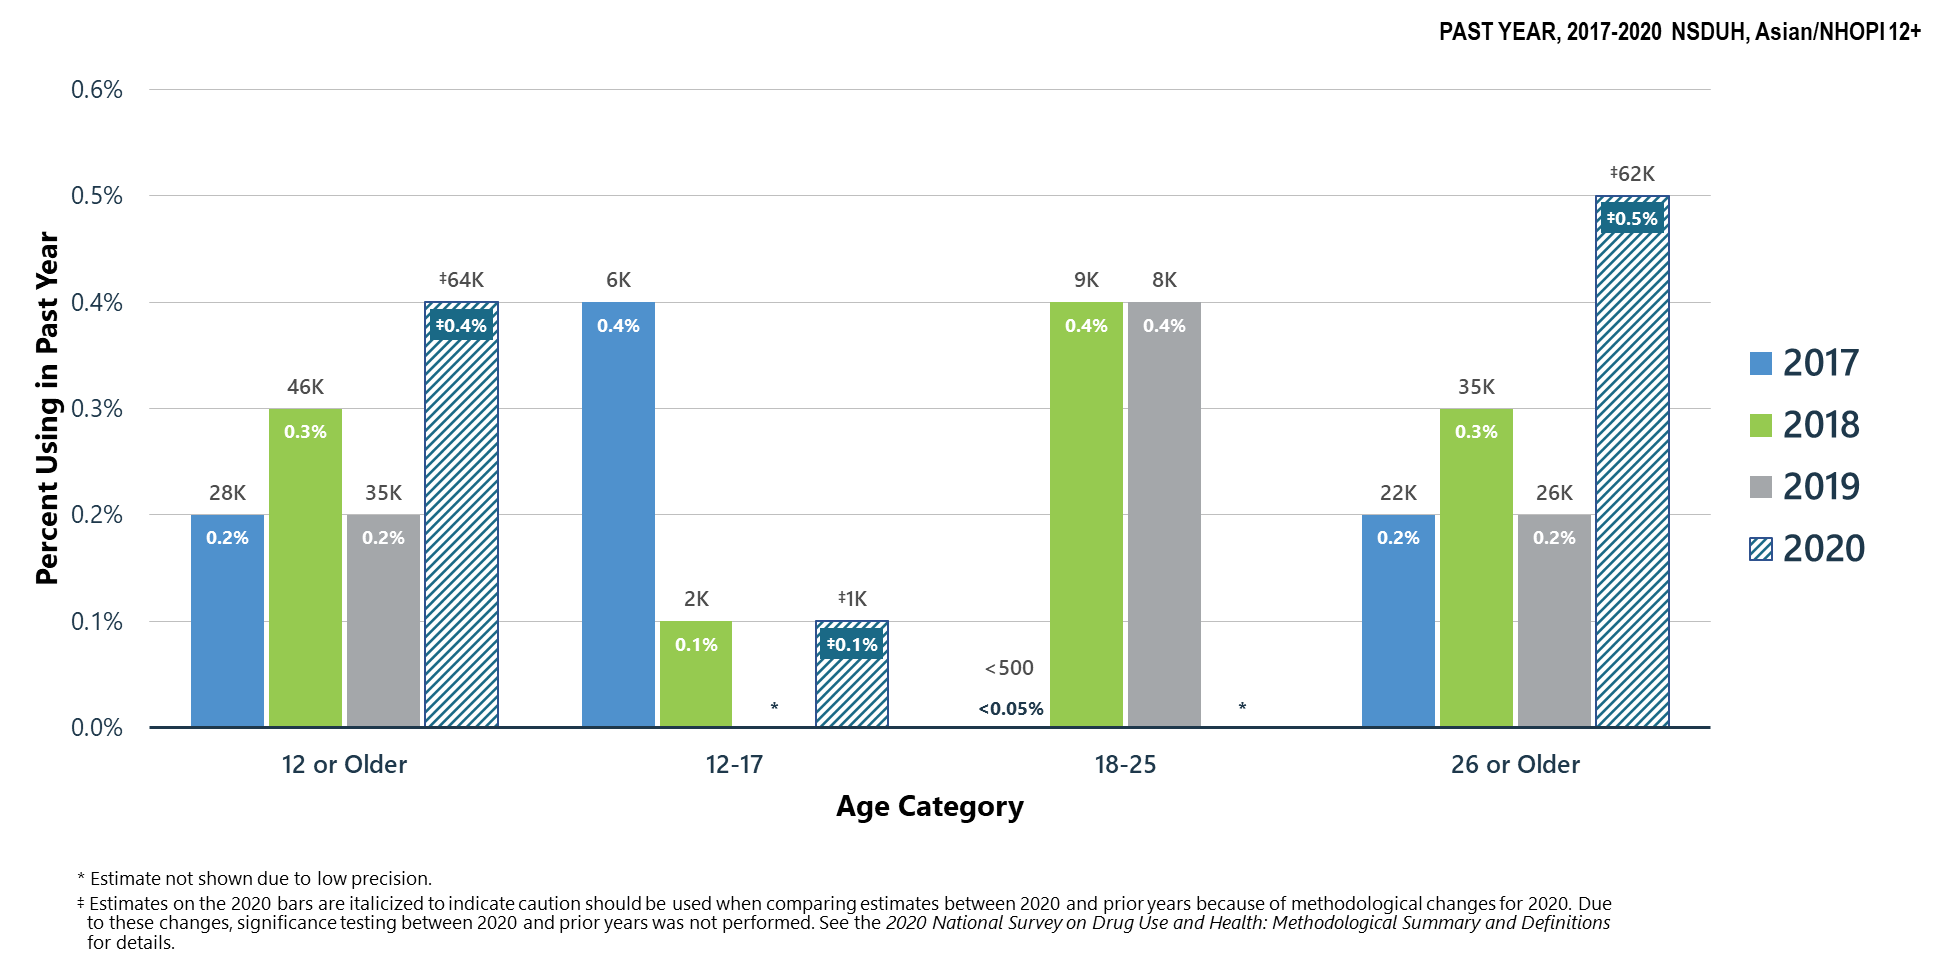 PAST YEAR, 2017-2020 NSDUH, Asian/NHOPI 12+
Percent Using in Past Year
0.6%
0.5%
0.4%
0.3%
0.2%
0.1%
0.0%
28K
0.2%
46K
0.3%
35K
0.2%
‡64K
‡0.4%
6K
0.4%
2K
0.1%
*
‡1K
‡0.1%
<500
<0.05%
9K
0.4%
8K
0.4%
*
22K
0.2%
35K
0.3%
26K
0.2%
‡62K
‡0.5%
12 or Older
12-17
18-25
26 or Older
Age Category
2017
2018
2019
2020
* Estimate not shown due to low precision.
‡ Estimates on the 2020 bars are italicized to indicate caution should be used when comparing estimates between 2020 and prior years because of methodological changes for 2020. Due
to these changes, significance testing between 2020 and prior years was not performed. See the 2020 National Survey on Drug Use and Health: Methodological Summary and Definitions
for details.